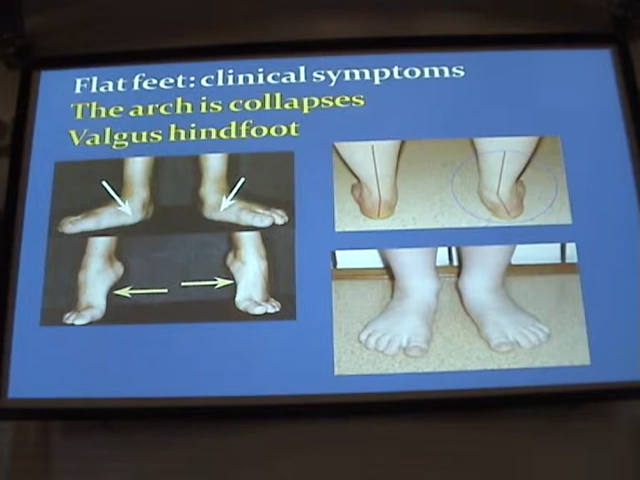 Flat feet: clinical symptoms
The arch is collapses
Valgus hindfoot